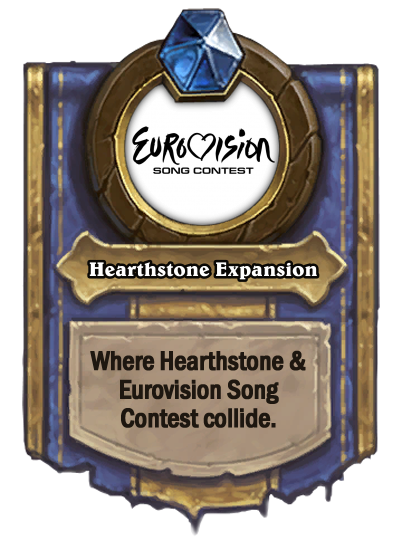 EUROVISION
SONG CONTEST
Hearthstone Expansion
Where Hearthstone &
Eurovision Song
Contest collide.